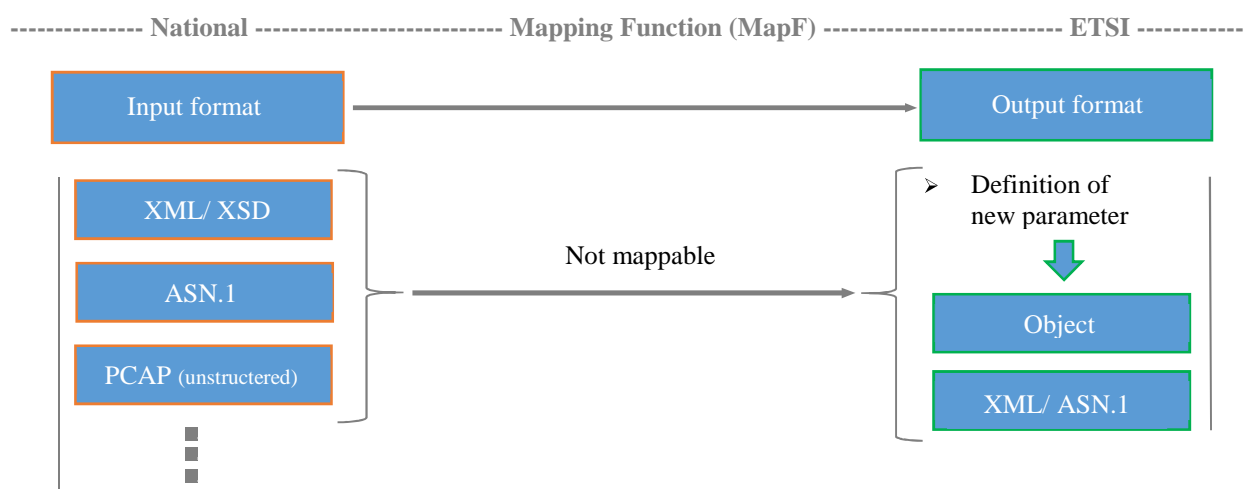 National Mapping Function (MapF) ETSI
Input format
Output format
XML/ XSD
ASN.1
PCAP (unstructered)
Not mappable
➢ Definition of
new parameter
Object
XML/ ASN.1